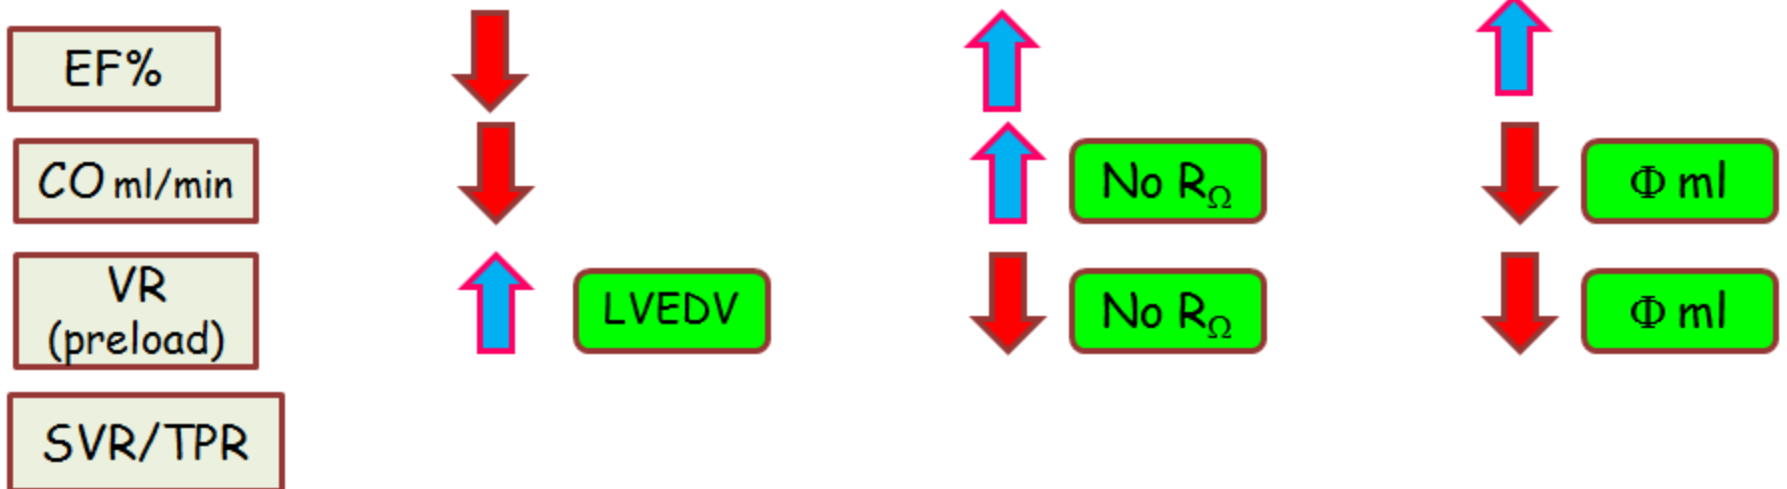 EF%
CO ml/min
No RΩ
Φ ml
VR
(preload)
LVEDV
No RΩ
Φ ml
SVR/TPR